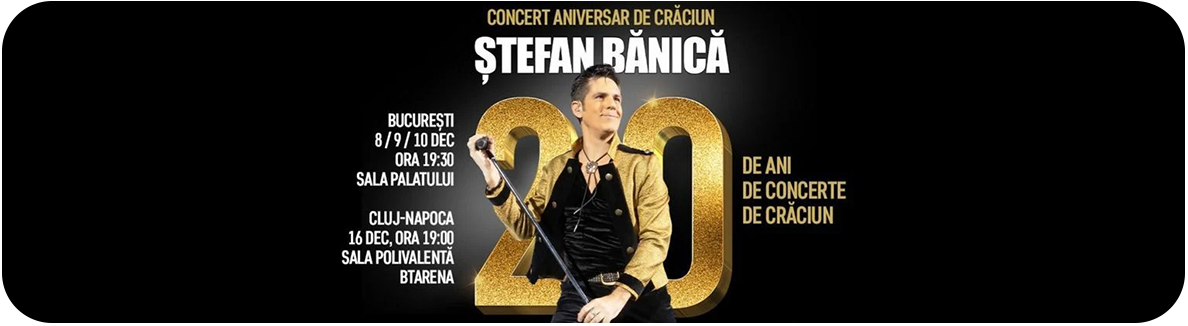 CONCERT ANIVERSAR DE CRĂCIUN
ȘTEFAN BĂNICĂ
BUCUREȘTI
8 / 9 / 10 DEC
ORA 19:30
SALA PALATULUI
CLUJ-NAPOCA
16 DEC, ORA 19:00
SALA POLIVALENTĂ
BTARENA
20
DE ANI
DE CONCERTE
DE CRĂCIUN